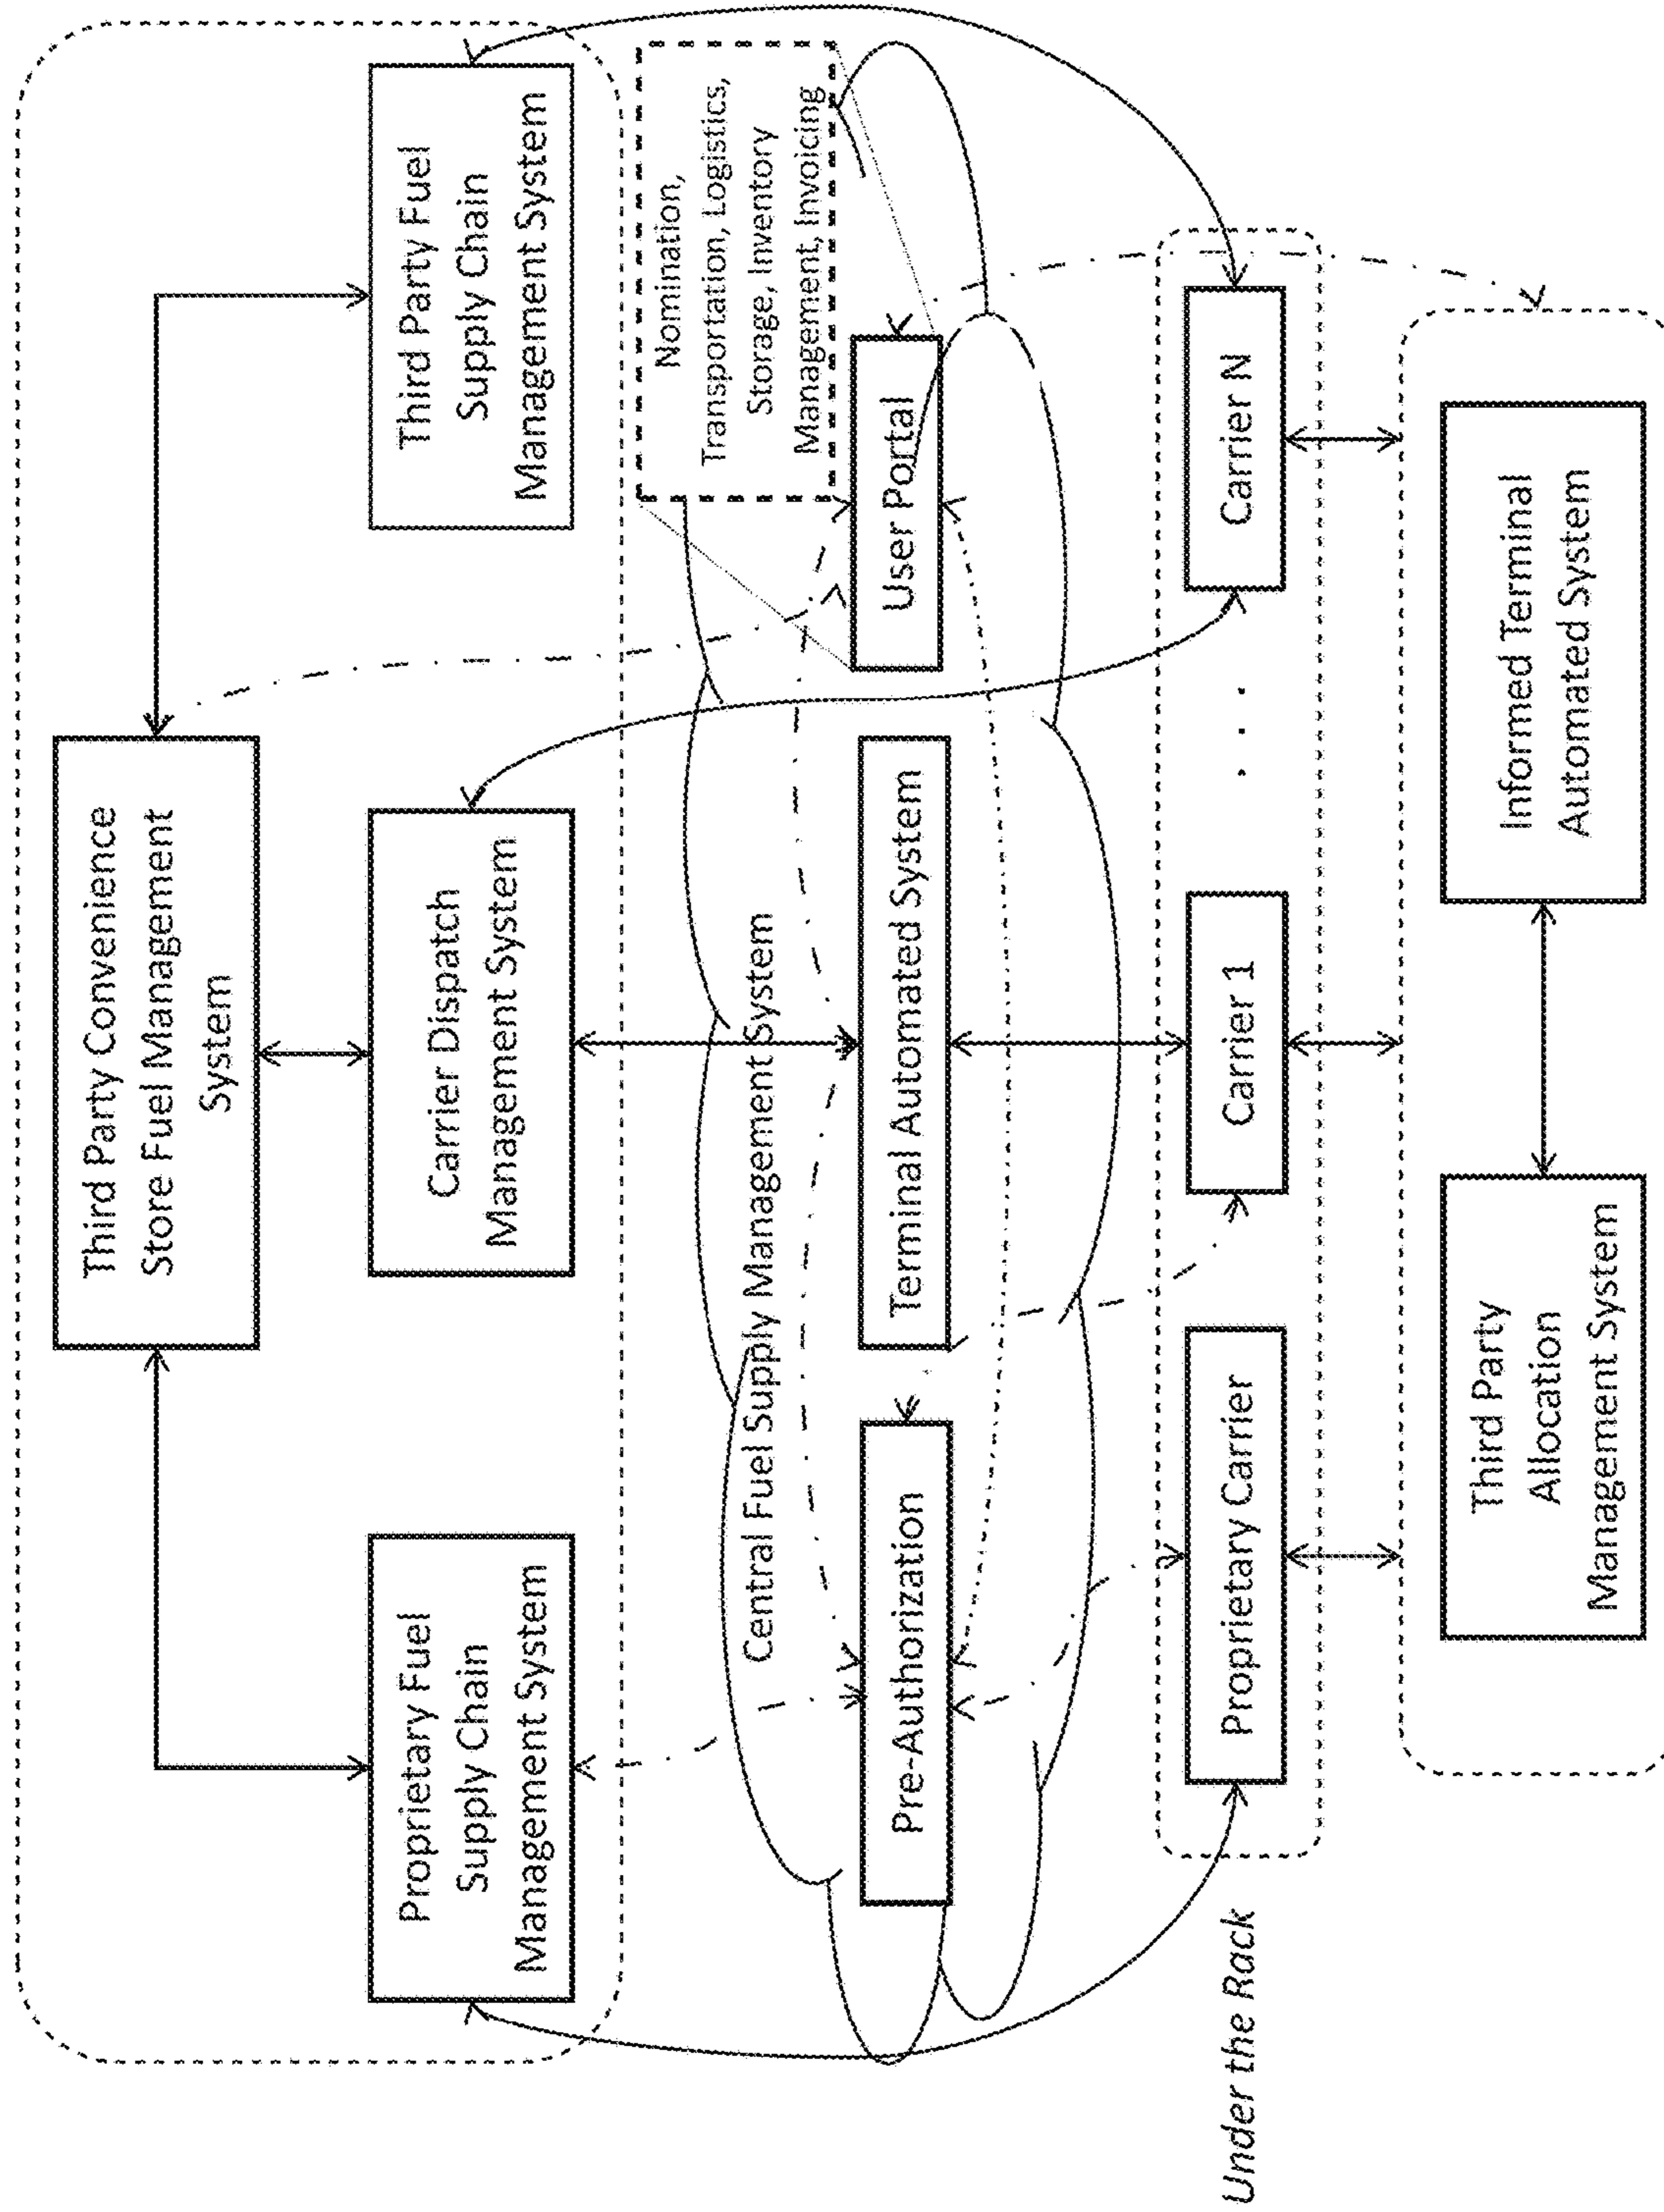 Third Party Convenience
Store Fuel Management
System
Proprietary Fuel
Supply Chain
Management System
Carrier Dispatch
Management System
Third Party Fuel
Supply Chain
Management System
Nomination,
Transportation, Logistics,
Storage, Inventory
Management, Invoicing
Central Fuel Supply Management System
Pre-Authorization
Terminal Automated System
User Portal
Under the Rack
Proprietary Carrier
Carrier 1
. . .
Carrier N
Third Party
Allocation
Management System
Informed Terminal
Automated System